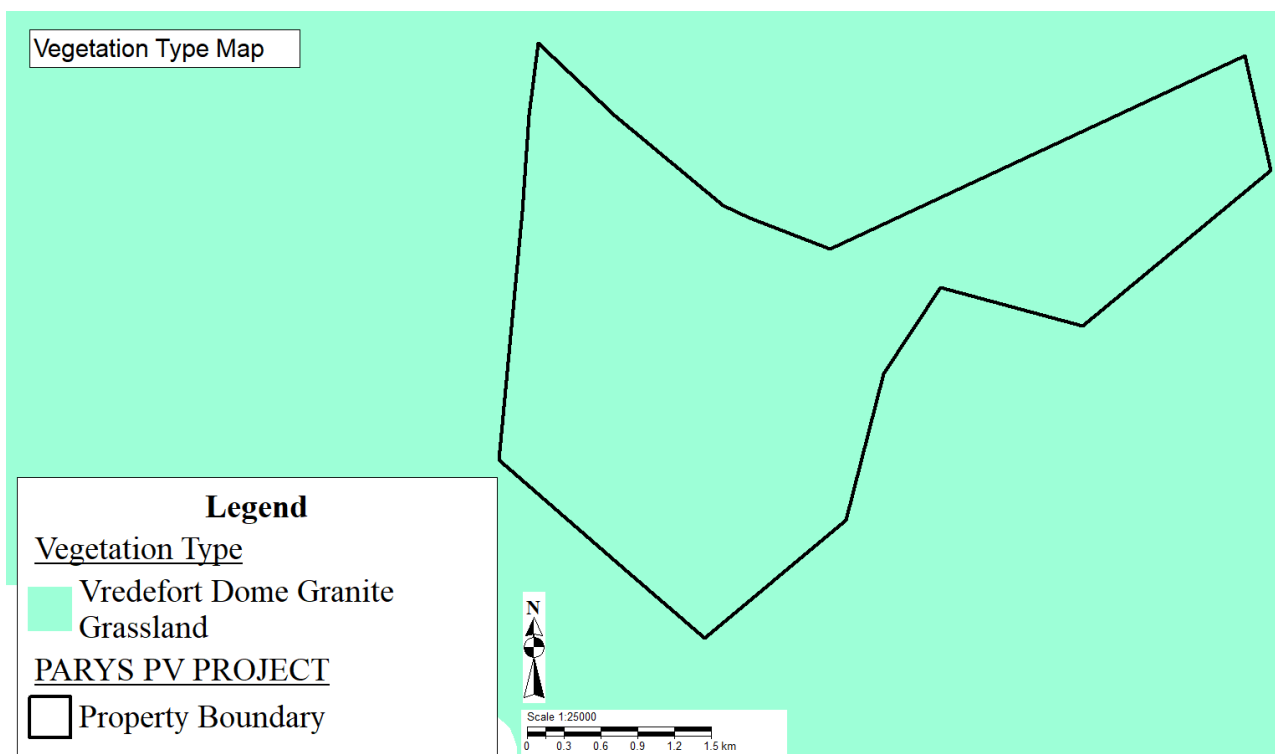 Vegetation Type Map
Legend
Vegetation Type
Vredefort Dome Granite
Grassland
PARYS PV PROJECT
Property Boundary
N
Scale 1:25000
0 0.3 0.6 0.9 1.2 1.5 km